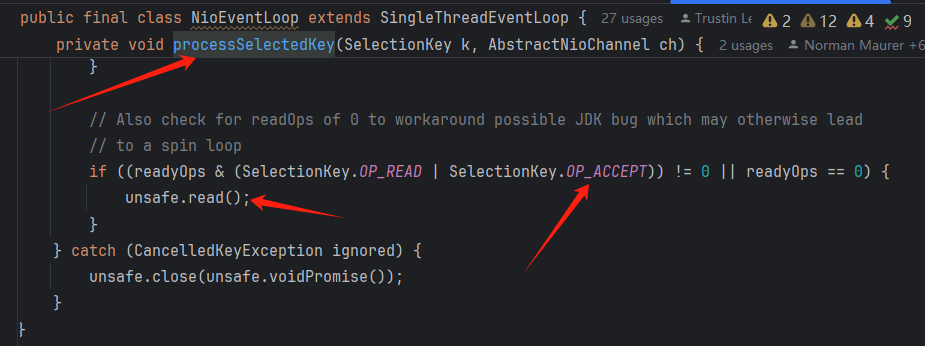 public final class NioEventLoop extends SingleThreadEventLoop { 27 usages Trustin Le 2 12 4 9
private void processSelectedKey(SelectionKey k, AbstractNioChannel ch) { 2 usages Norman Maurer +6
}
// Also check for readOps of 0 to workaround possible JDK bug which may otherwise lead
// to a spin loop
if ((readyOps & (SelectionKey.OP_READ | SelectionKey.OP_ACCEPT)) != 0 || readyOps == 0) {
unsafe.read();
}
} catch (CancelledKeyException ignored) {
unsafe.close(unsafe.voidPromise());
}
}